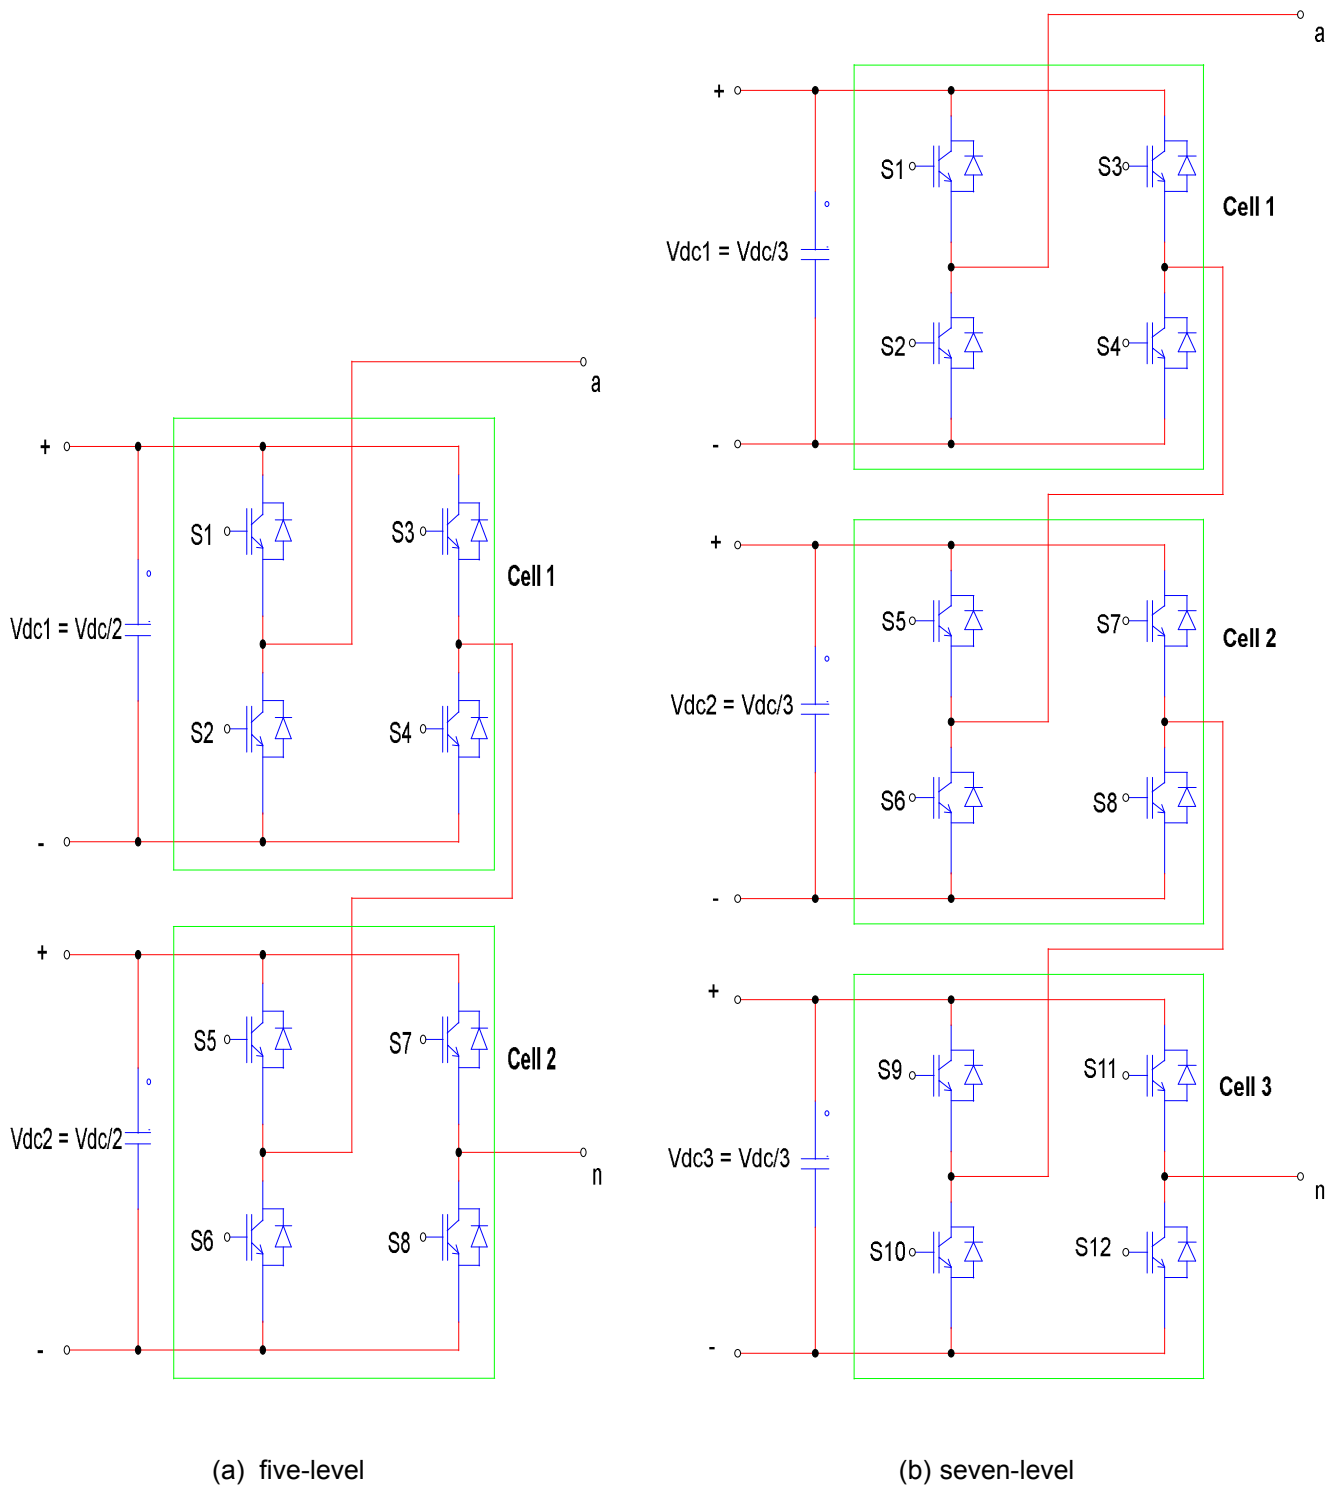 a
+
S1
S3
Cell 1
Vdc1 = Vdc/2
S2
S4
-
+
S5
S7
Cell 2
Vdc2 = Vdc/2
n
S6
S8
-
(a) five-level
a
+
S1
S3
Cell 1
Vdc1 = Vdc/3
S2
S4
-
+
S5
S7
Cell 2
Vdc2 = Vdc/3
S6
S8
-
+
S9
S11
Cell 3
Vdc3 = Vdc/3
n
S10
S12
-
(b) seven-level